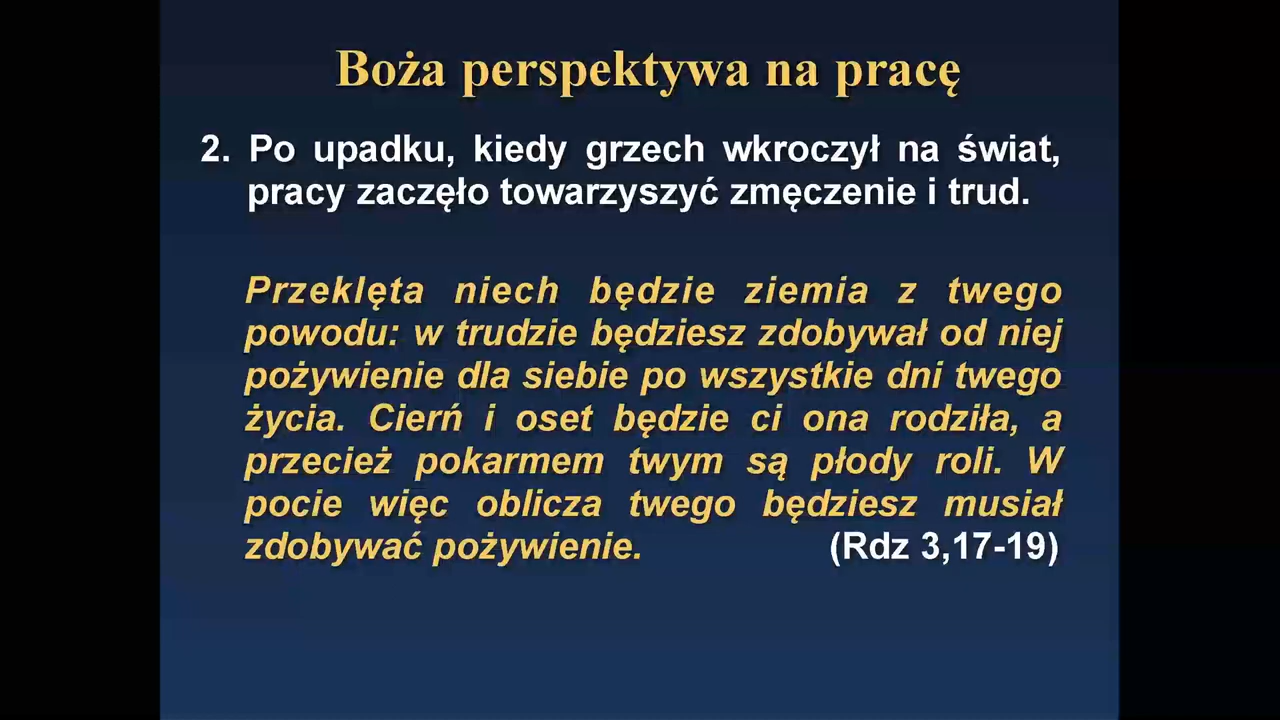 Boża perspektywa na pracę
2. Po upadku, kiedy grzech wkroczył na świat,
pracy zaczęło towarzyszyć zmęczenie i trud.
Przeklęta niech będzie ziemia z twego
powodu: w trudzie będziesz zdobywał od niej
pożywienie dla siebie po wszystkie dni twego
życia. Cierń i oset będzie ci ona rodziła, a
przecież pokarmem twym są płody roli. W
pocie więc oblicza twego będziesz musiał
zdobywać pożywienie. (Rdz 3,17-19)